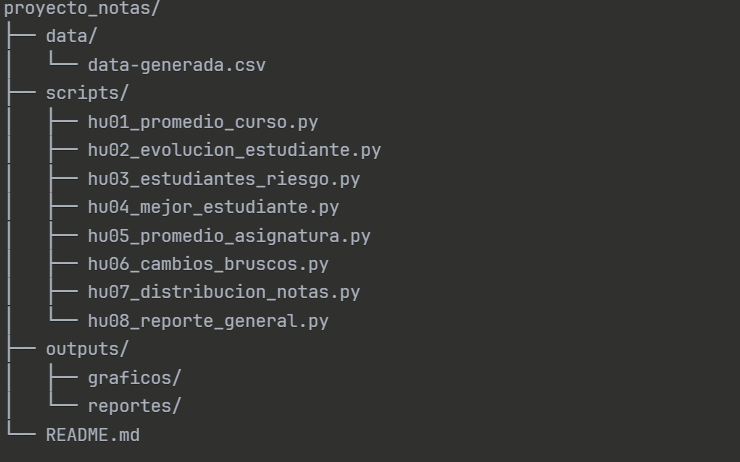 proyecto_notas/
├── data/
│   └── data-generada.csv
├── scripts/
│   ├── hu01_promedio_curso.py
│   ├── hu02_evolucion_estudiante.py
│   ├── hu03_estudiantes_riesgo.py
│   ├── hu04_mejor_estudiante.py
│   ├── hu05_promedio_asignatura.py
│   ├── hu06_cambios_bruscos.py
│   ├── hu07_distribucion_notas.py
│   └── hu08_reporte_general.py
├── outputs/
│   ├── graficos/
│   └── reportes/
└── README.md